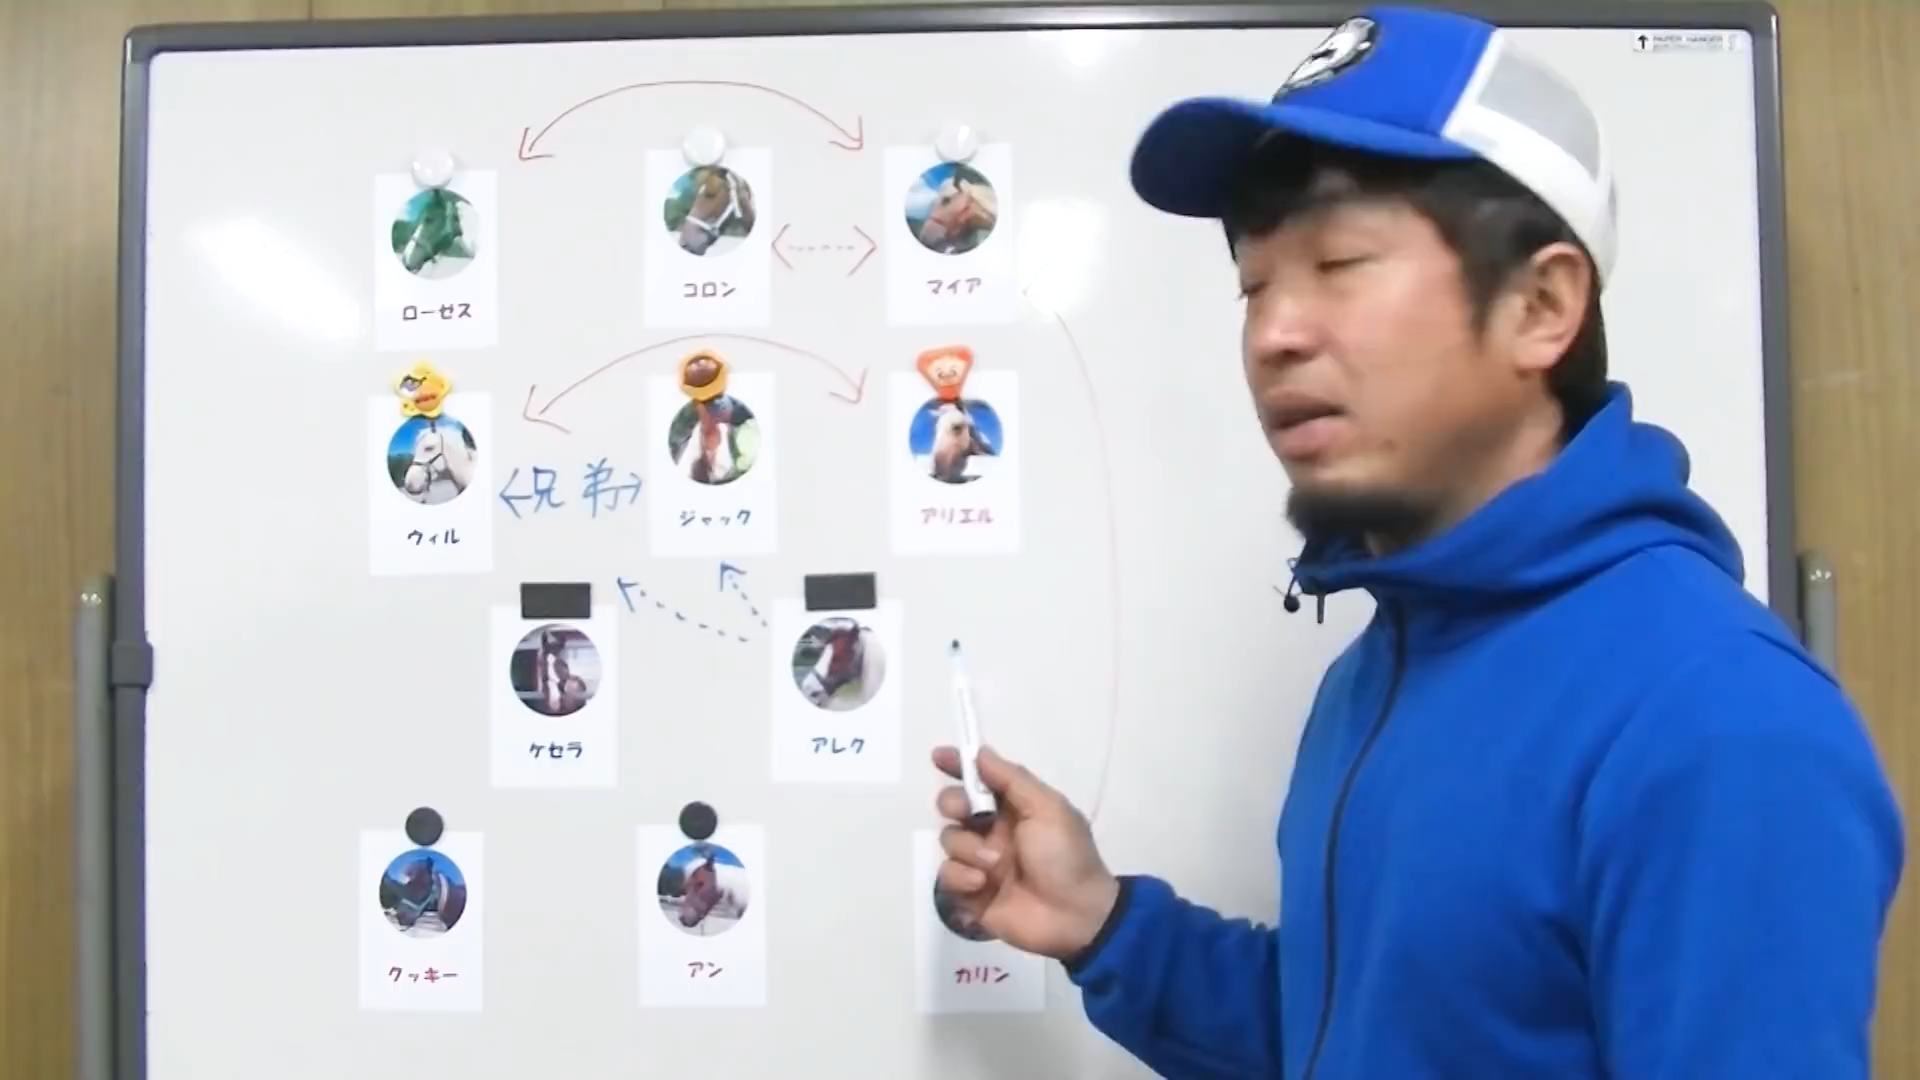 ローゼス
コロン
マイア
ウィル
兄弟
ジャック
アリエル
ケセラ
アレク
クッキー
アン
カリン